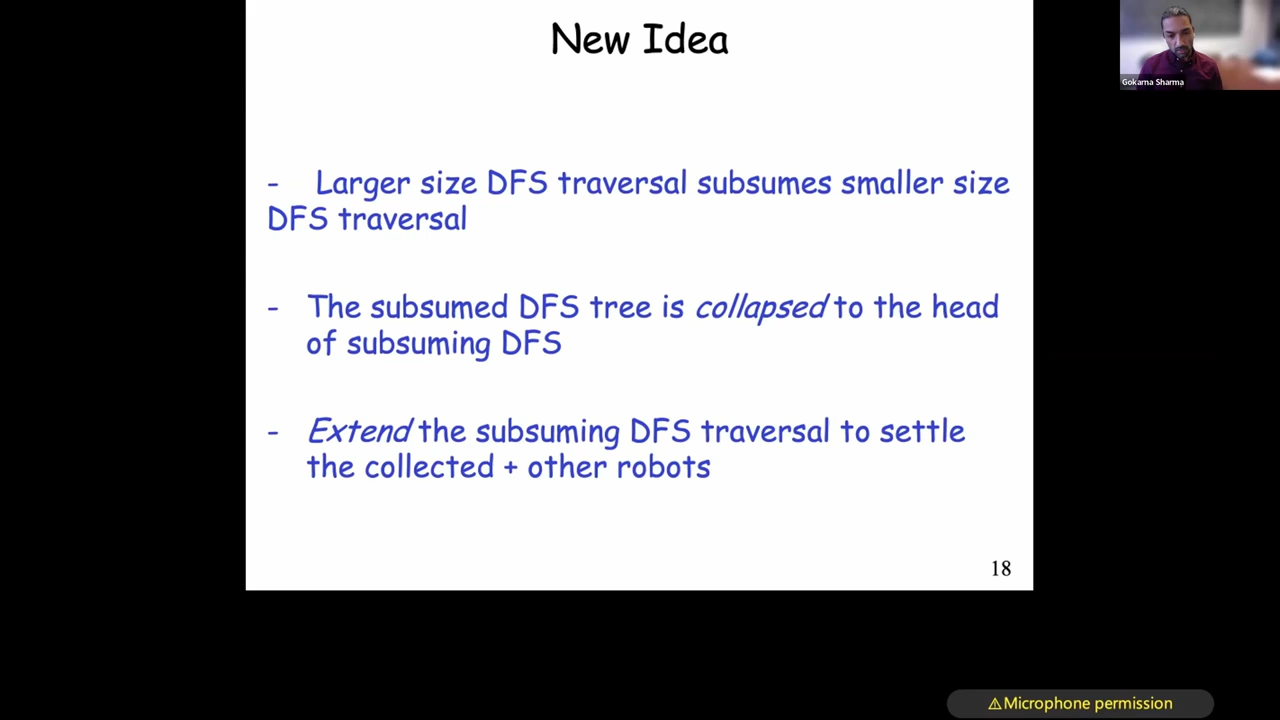 New Idea
Gokarna Sharma
- Larger size DFS traversal subsumes smaller size
DFS traversal
- The subsumed DFS tree is collapsed to the head
of subsuming DFS
- Extend the subsuming DFS traversal to settle
the collected + other robots
18
⚠Microphone permission